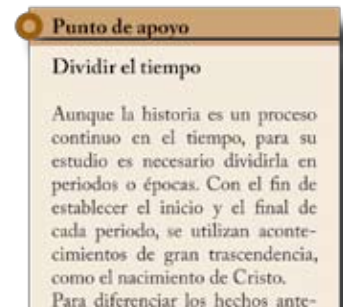 Punto de apoyo
Dividir el tiempo
Aunque la historia es un proceso
continuo en el tiempo, para su
estudio es necesario dividirla en
periodos o épocas. Con el fin de
establecer el inicio y el final de
cada periodo, se utilizan aconte-
cimientos de gran trascendencia,
como el nacimiento de Cristo.
Para diferenciar los hechos ante-